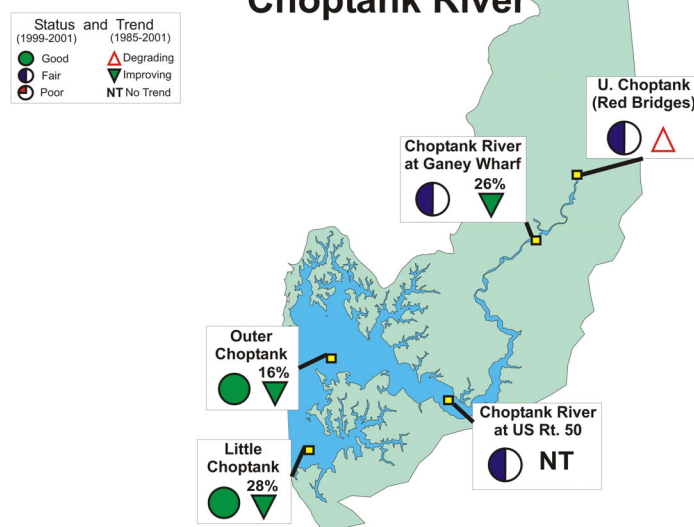 Choptank River
Status and Trend
(1999-2001) (1985-2001)
Good
Fair
Poor
Degrading
Improving
NT No Trend
U. Choptank
(Red Bridges)
Choptank River
at Ganey Wharf
26%
Outer
Choptank
16%
Choptank River
at US Rt. 50
NT
Little
Choptank
28%